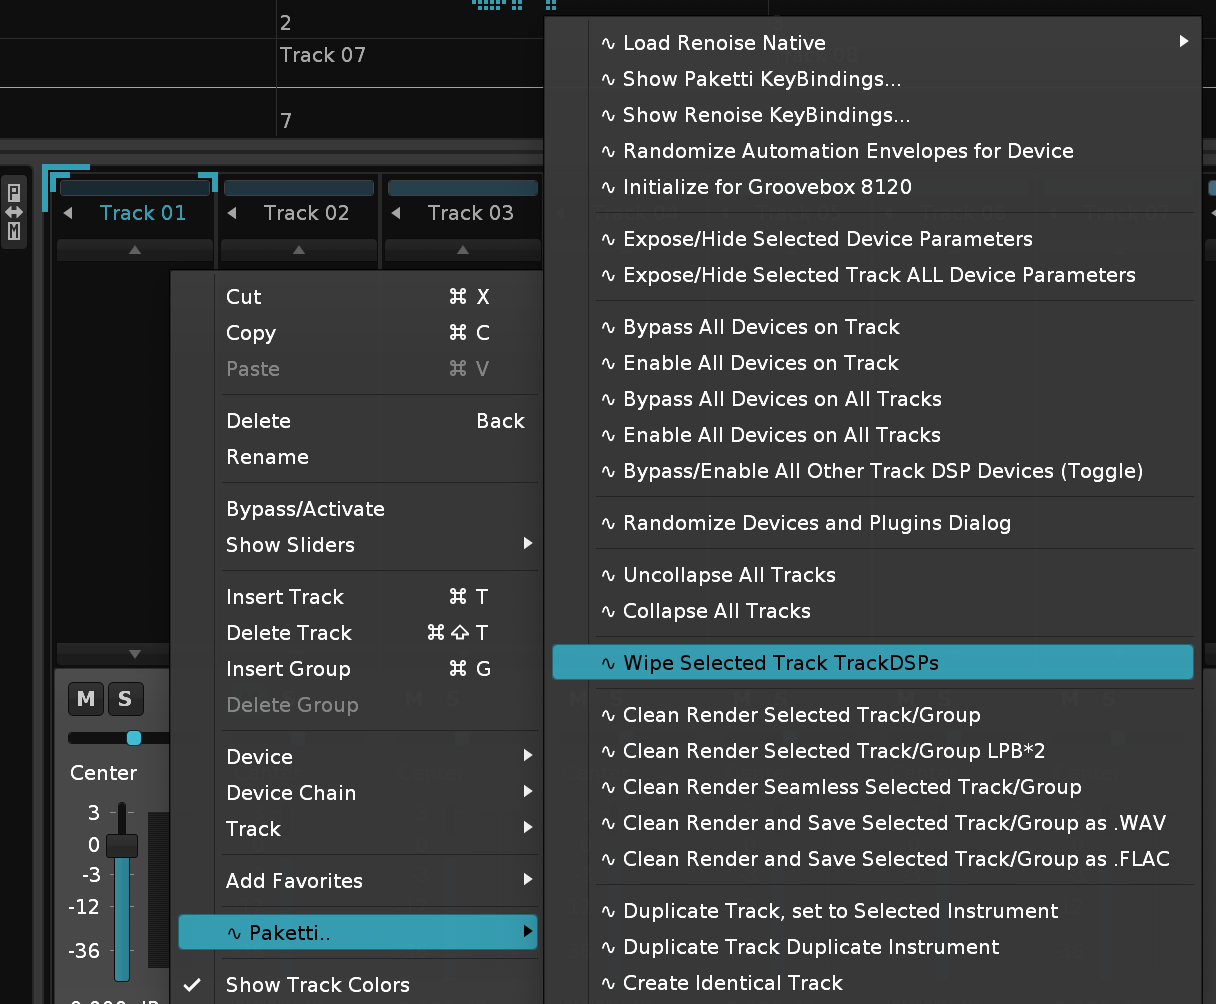 2
Track 07
7
P
M
Track 01
Track 02
Track 03
Cut ⌘ X
Copy ⌘ C
Paste ⌘ V
Delete Back
Rename
Bypass/Activate
Show Sliders
Insert Track ⌘ T
Delete Track ⌘⇧T
Insert Group ⌘ G
Delete Group
Device
Device Chain
Track
Add Favorites
∿ Paketti..
✓ Show Track Colors
∿ Load Renoise Native
∿ Show Paketti KeyBindings...
∿ Show Renoise KeyBindings...
∿ Randomize Automation Envelopes for Device
∿ Initialize for Groovebox 8120
∿ Expose/Hide Selected Device Parameters
∿ Expose/Hide Selected Track ALL Device Parameters
∿ Bypass All Devices on Track
∿ Enable All Devices on Track
∿ Bypass All Devices on All Tracks
∿ Enable All Devices on All Tracks
∿ Bypass/Enable All Other Track DSP Devices (Toggle)
∿ Randomize Devices and Plugins Dialog
∿ Uncollapse All Tracks
∿ Collapse All Tracks
∿ Wipe Selected Track TrackDSPs
∿ Clean Render Selected Track/Group
∿ Clean Render Selected Track/Group LPB*2
∿ Clean Render Seamless Selected Track/Group
∿ Clean Render and Save Selected Track/Group as .WAV
∿ Clean Render and Save Selected Track/Group as .FLAC
∿ Duplicate Track, set to Selected Instrument
∿ Duplicate Track Duplicate Instrument
∿ Create Identical Track
M S
Center
3
0
-3
-12
-36